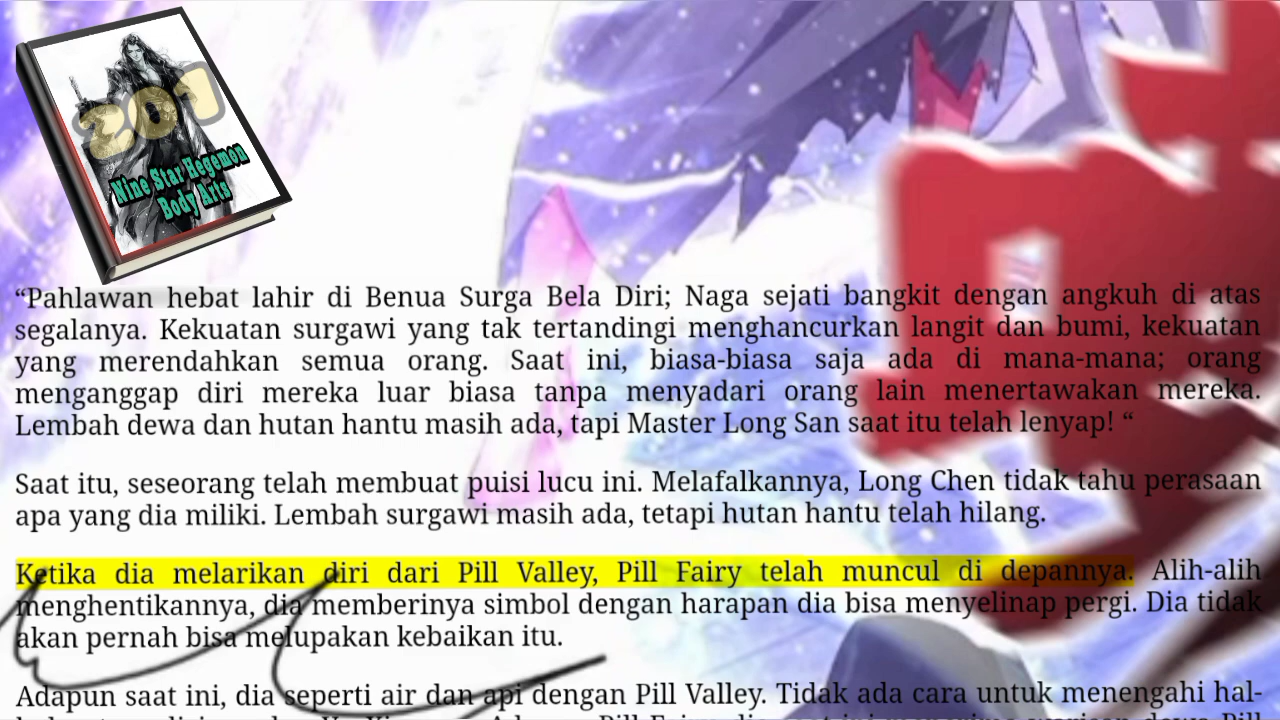 201
Nine Star Hegemon
Body Arts
“Pahlawan hebat lahir di Benua Surga Bela Diri; Naga sejati bangkit dengan angkuh di atas
segalanya. Kekuatan surgawi yang tak tertandingi menghancurkan langit dan bumi, kekuatan
yang merendahkan semua orang. Saat ini, biasa-biasa saja ada di mana-mana; orang
menganggap diri mereka luar biasa tanpa menyadari orang lain menertawakan mereka.
Lembah dewa dan hutan hantu masih ada, tapi Master Long San saat itu telah lenyap! “
Saat itu, seseorang telah membuat puisi lucu ini. Melafalkannya, Long Chen tidak tahu perasaan
apa yang dia miliki. Lembah surgawi masih ada, tetapi hutan hantu telah hilang.
Ketika dia melarikan diri dari Pill Valley, Pill Fairy telah muncul di depannya. Alih-alih
menghentikannya, dia memberinya simbol dengan harapan dia bisa menyelinap pergi. Dia tidak
akan pernah bisa melupakan kebaikan itu.
Adapun saat ini, dia seperti air dan api dengan Pill Valley. Tidak ada cara untuk menengahi hal-